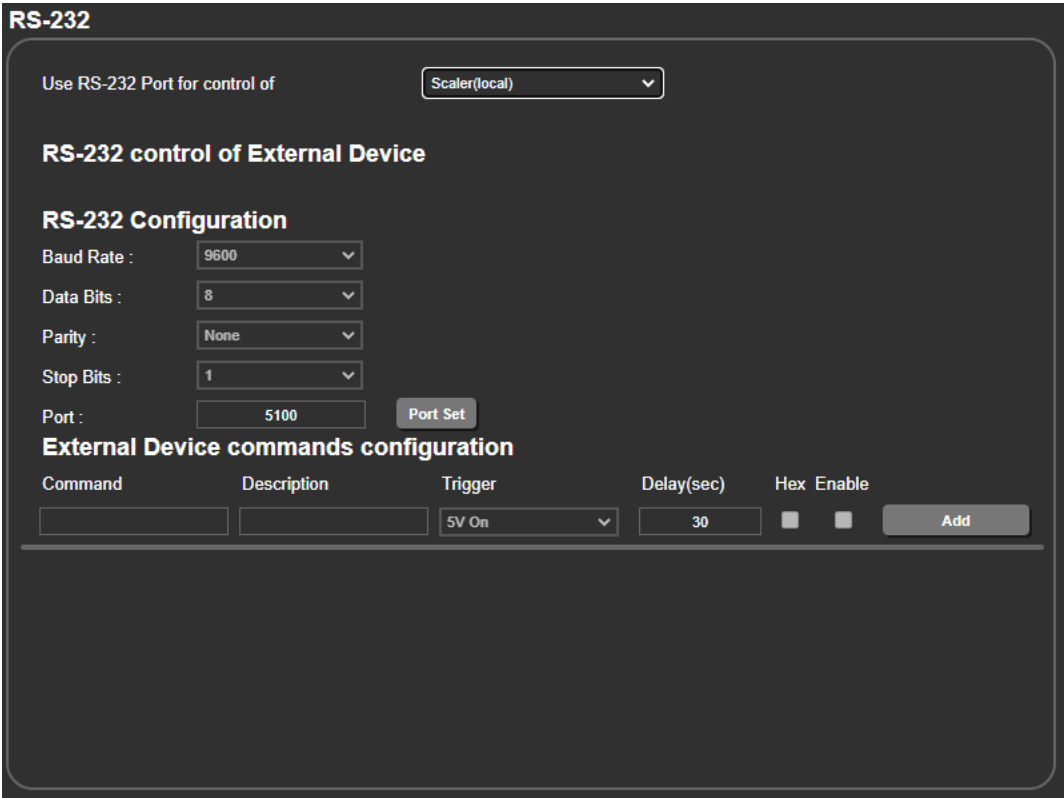 RS-232
Use RS-232 Port for control of Scaler(local)
RS-232 control of External Device
RS-232 Configuration
Baud Rate : 9600
Data Bits : 8
Parity : None
Stop Bits : 1
Port : 5100 Port Set
External Device commands configuration
Command Description Trigger Delay(sec) Hex Enable
5V On 30 Add